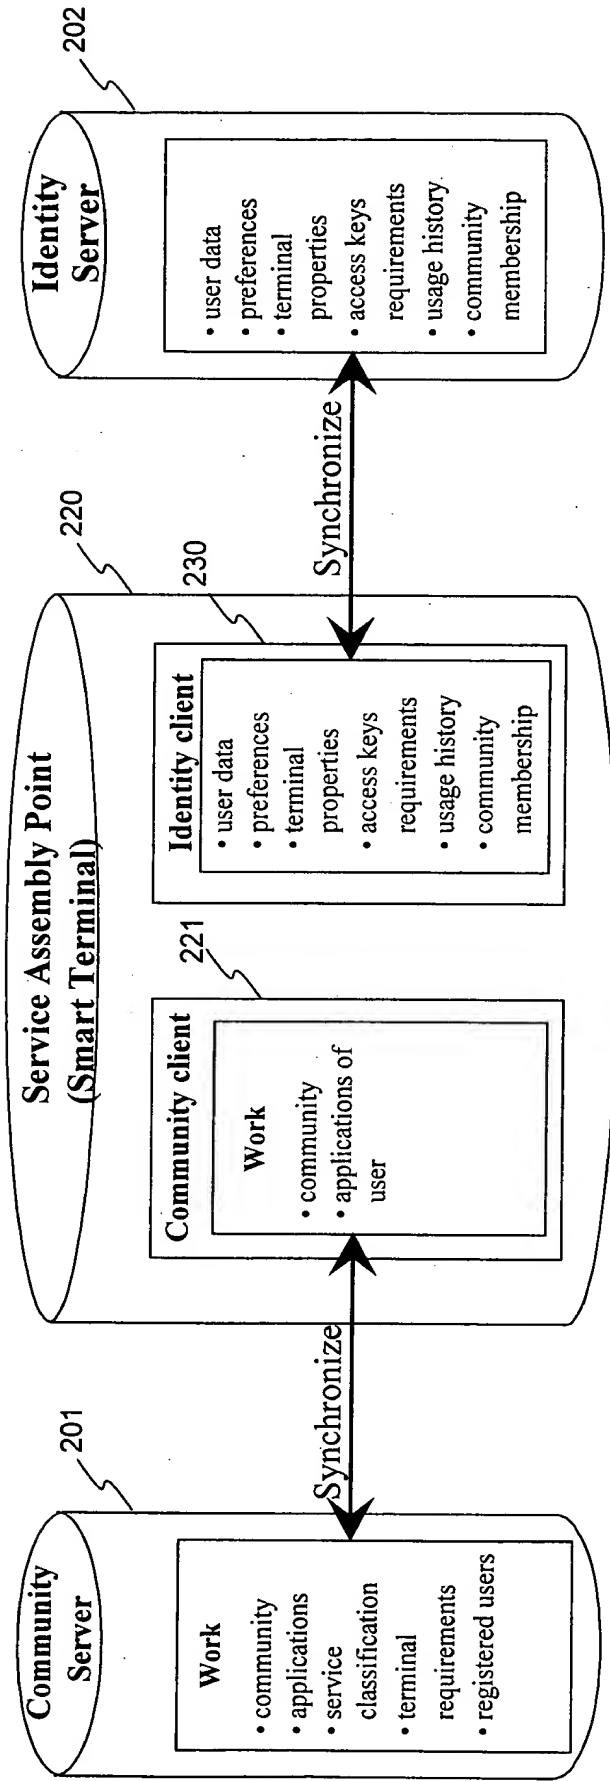 Community
Server
201
Work
• community
• applications
• service
classification
• terminal
requirements
• registered users
Synchronize
Service Assembly Point
(Smart Terminal)
220
Community client
221
Work
• community
• applications of
user
Identity client
230
• user data
• preferences
• terminal
properties
• access keys
requirements
• usage history
• community
membership
Synchronize
Identity
Server
202
• user data
• preferences
• terminal
properties
• access keys
requirements
• usage history
• community
membership